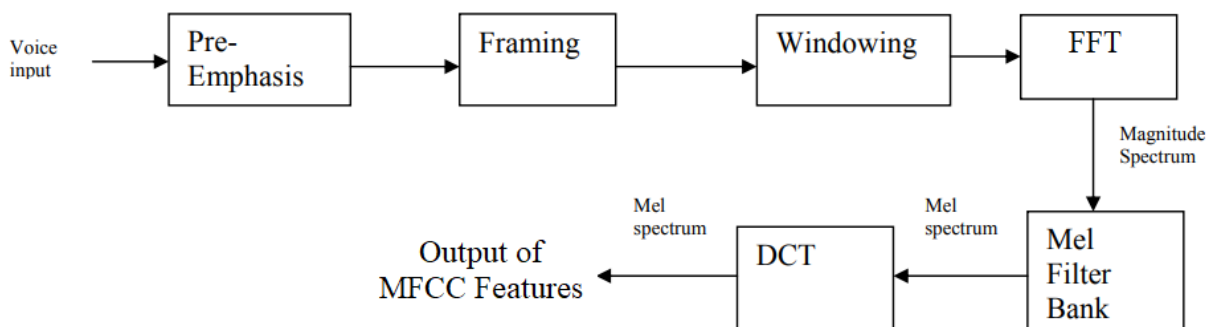 Voice
input
Pre-
Emphasis
Framing
Windowing
FFT
Magnitude
Spectrum
Mel
Filter
Bank
Mel
spectrum
DCT
Mel
spectrum
Output of
MFCC Features